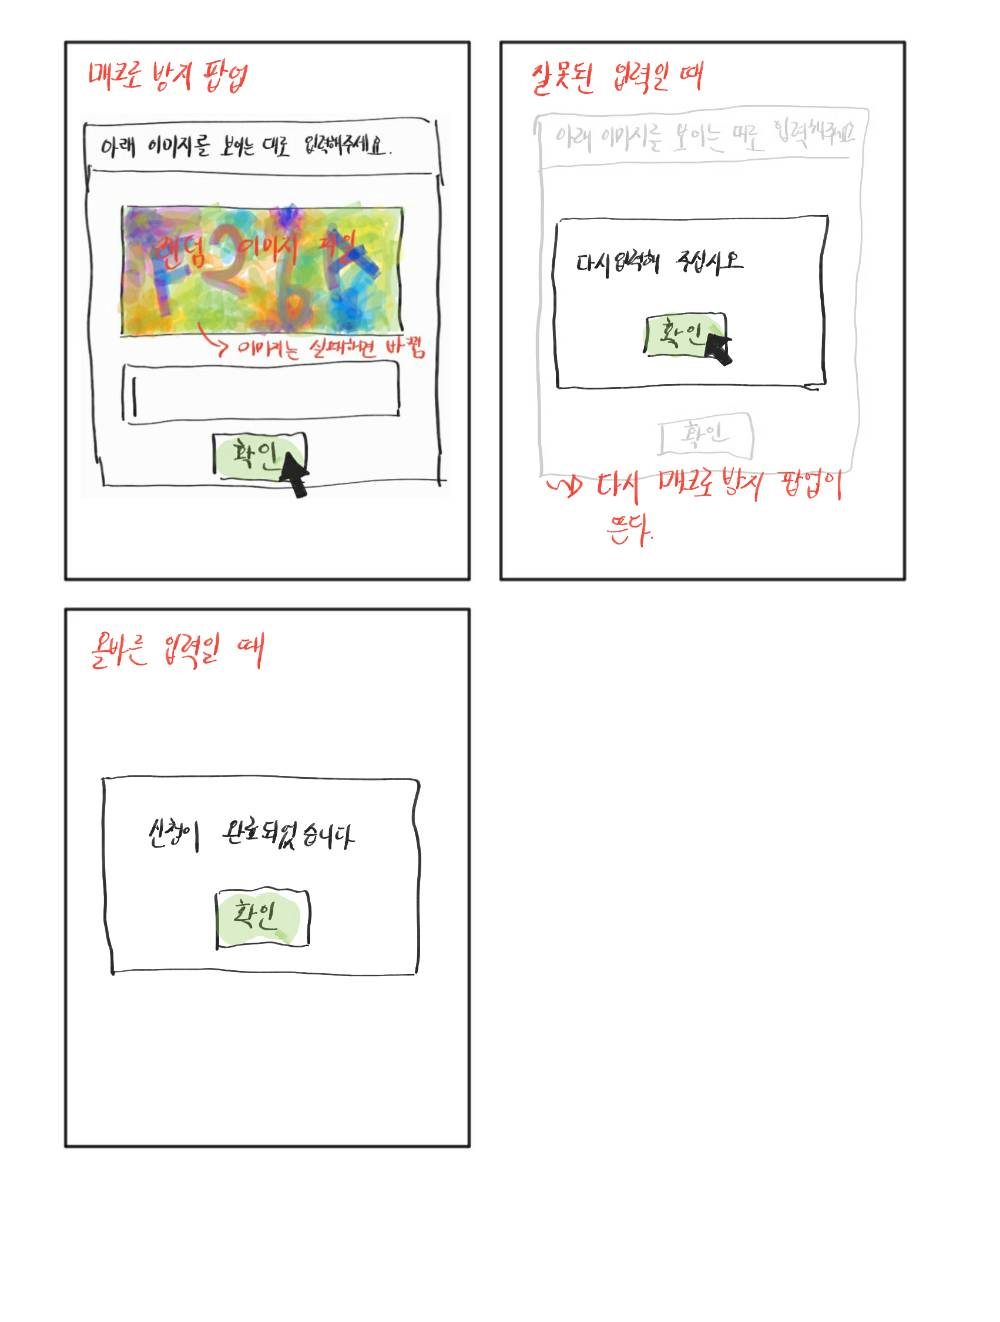 매크로 방지 팝업
아래 이미지를 보이는 대로 입력해주세요.
랜덤 이미지
F26K
이미지는 실패하면 바뀜
확인
잘못된 입력일 때
아래 이미지를 보이는 대로 입력해주세요
다시입력해 주십시오
확인
확인
다시 매크로 방지 팝업이
뜬다.
올바른 입력일 때
신청이 완료되었습니다
확인